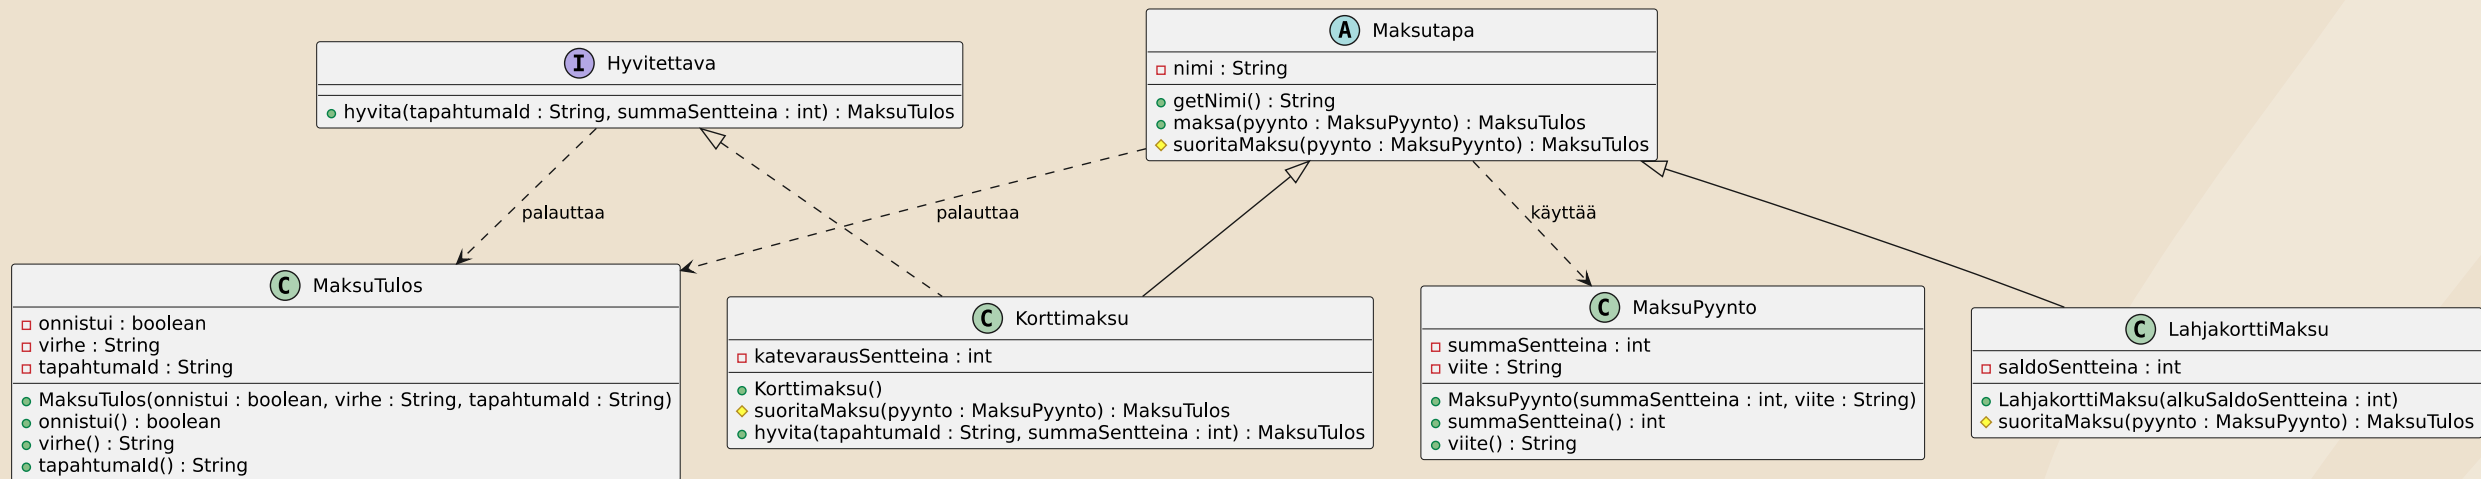 I Hyvitettava
+ hyvita(tapahtumaId : String, summaSentteina : int) : MaksuTulos
A Maksutapa
nimi : String
getNimi() : String
maksa(pyynto : MaksuPyynto) : MaksuTulos
suoritaMaksu(pyynto : MaksuPyynto) : MaksuTulos
palauttaa
palauttaa
käyttää
C MaksuTulos
onnistui : boolean
virhe : String
tapahtumaId : String
MaksuTulos(onnistui : boolean, virhe : String, tapahtumaId : String)
onnistui() : boolean
virhe() : String
tapahtumaId() : String
C Korttimaksu
katevarausSentteina : int
Korttimaksu()
suoritaMaksu(pyynto : MaksuPyynto) : MaksuTulos
hyvita(tapahtumaId : String, summaSentteina : int) : MaksuTulos
C MaksuPyynto
summaSentteina : int
viite : String
MaksuPyynto(summaSentteina : int, viite : String)
summaSentteina() : int
viite() : String
C LahjakorttiMaksu
saldoSentteina : int
LahjakorttiMaksu(alkuSaldoSentteina : int)
suoritaMaksu(pyynto : MaksuPyynto) : MaksuTulos